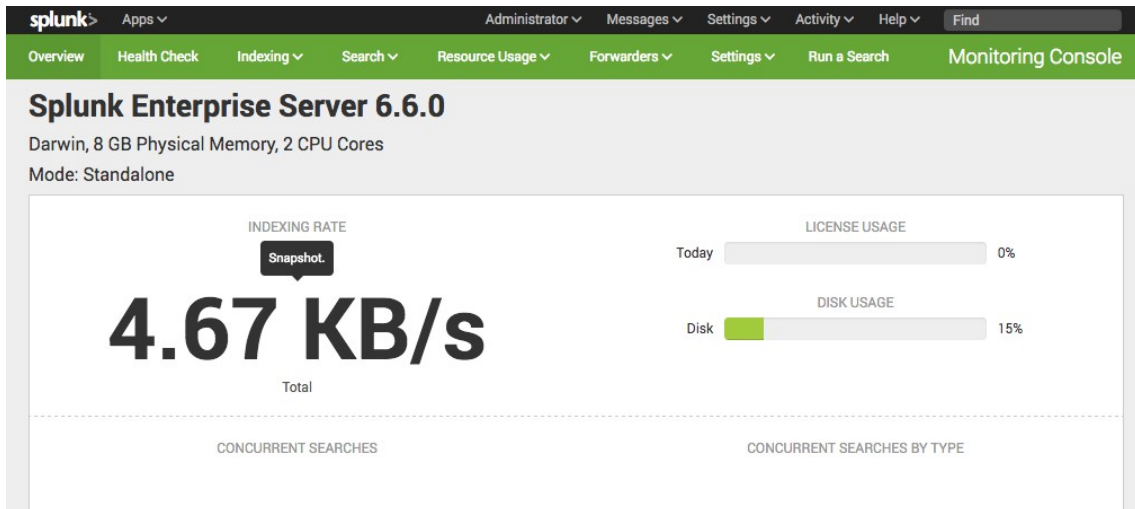 splunk> Apps Administrator Messages Settings Activity Help Find
Overview Health Check Indexing Search Resource Usage Forwarders Settings Run a Search Monitoring Console
Splunk Enterprise Server 6.6.0
Darwin, 8 GB Physical Memory, 2 CPU Cores
Mode: Standalone
INDEXING RATE
Snapshot.
4.67 KB/s
Total
LICENSE USAGE
Today 0%
DISK USAGE
Disk 15%
CONCURRENT SEARCHES
CONCURRENT SEARCHES BY TYPE